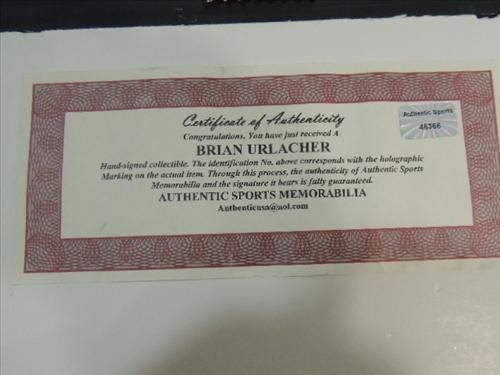 Certificate of Authenticity
Congratulations, You have just received A
BRIAN URLACHER
Hand-signed collectible. The identification No. above corresponds with the holographic
Marking on the actual item. Through this process, the authenticity of Authentic Sports
Memorabilia and the signature it bears is fully guaranteed.
AUTHENTIC SPORTS MEMORABILIA
Authenticusa@aol.com
Authentic Sports
46366